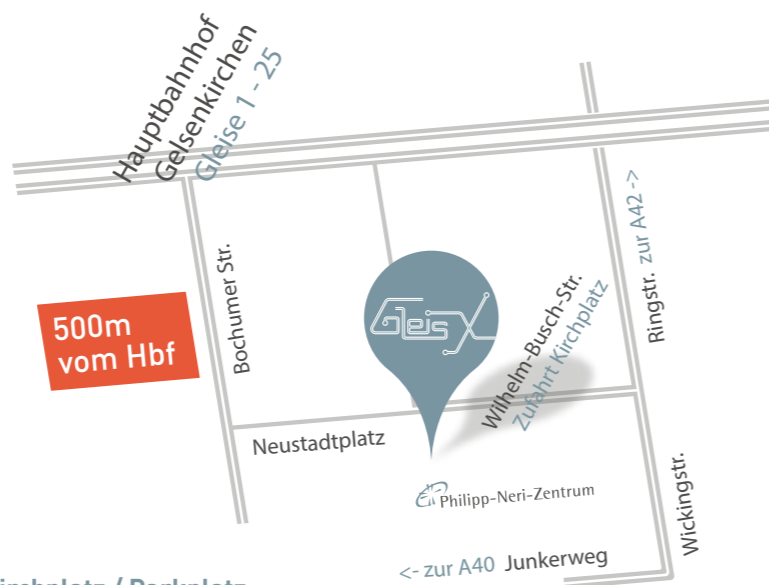 Hauptbahnhof
Gelsenkirchen
Gleise 1 - 25
Bochumer Str.
500m
vom Hbf
GleisX
Wilhelm-Busch-Str.
Zufahrt Kirchplatz
Ringstr. zur A42 ->
Neustadtplatz
Philipp-Neri-Zentrum
Wickingstr.
<- zur A40 Junkerweg
/ Parkplatz